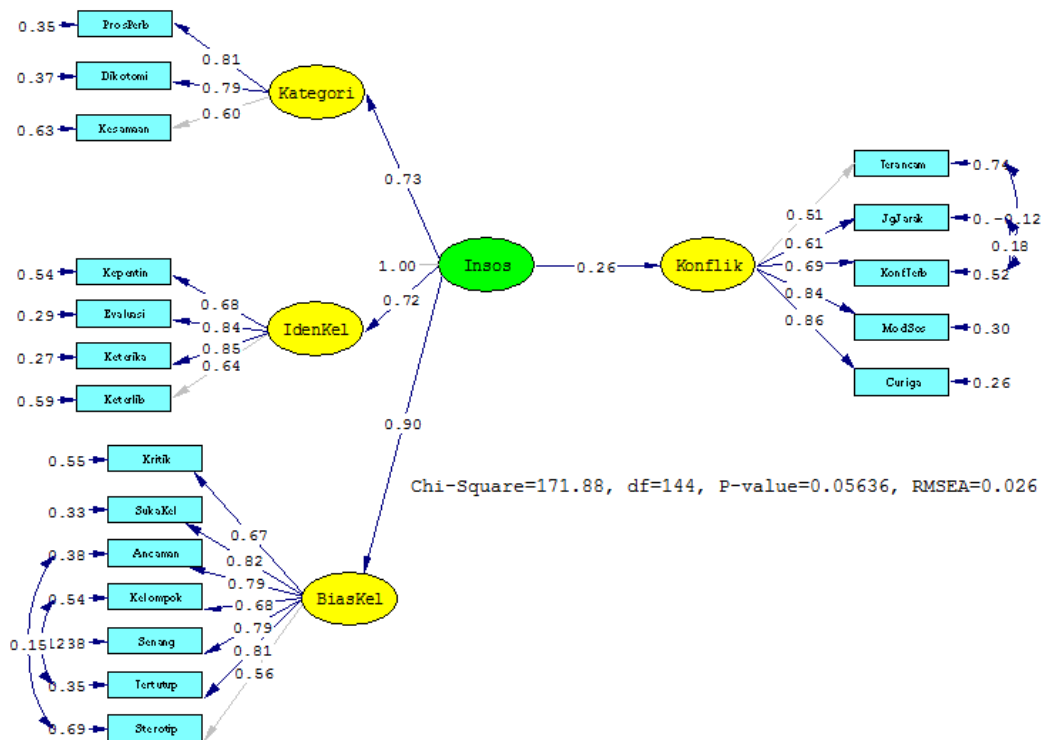 0.35
ProsPerb
0.81
0.37
Dikotomi
0.79
Kategori
0.60
0.63
Kesamaan
0.73
Terancam
0.74
0.51
JgJarak
0.12
0.61
0.18
0.54
Kepentin
1.00
Insos
0.26
Konflik
0.69
KonfTerb
0.52
0.68
0.72
0.84
0.29
Evaluasi
0.84
IdenKel
0.86
ModSos
0.30
0.27
Keterika
0.85
0.64
Curiga
0.26
0.59
Keterlib
0.90
0.55
Kritik
Chi-Square=171.88, df=144, P-value=0.05636, RMSEA=0.026
0.33
SukaKel
0.67
0.38
Ancaman
0.82
0.79
0.54
Kelompok
0.68
BiasKel
0.79
0.15
38
Senang
0.81
0.56
0.35
Tertutup
0.69
Sterotip